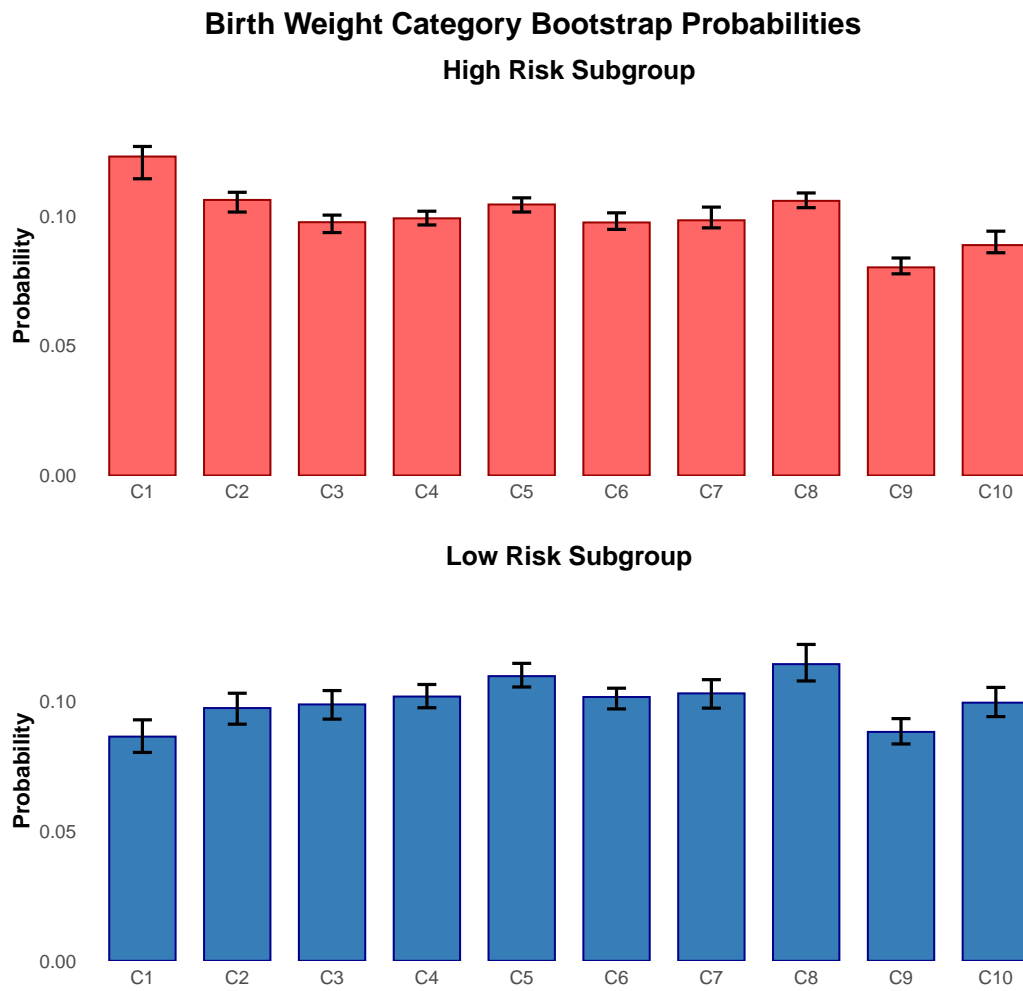 Birth Weight Category Bootstrap Probabilities
High Risk Subgroup
Probability
0.10
0.05
0.00
C1 C2 C3 C4 C5 C6 C7 C8 C9 C10
Low Risk Subgroup
Probability
0.10
0.05
0.00
C1 C2 C3 C4 C5 C6 C7 C8 C9 C10